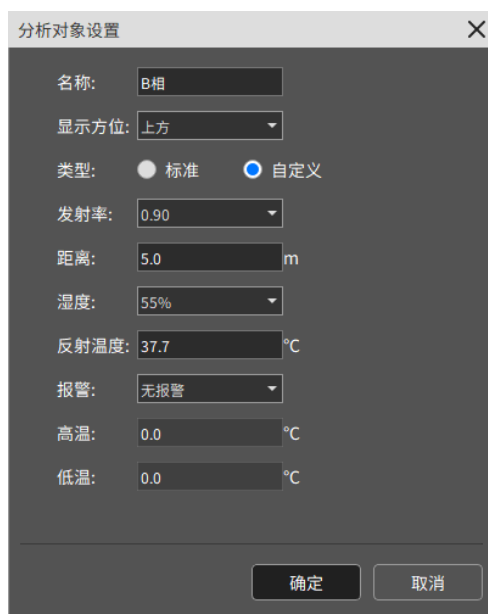 分析对象设置
名称: B相
显示方位: 上方
类型: 标准 自定义
发射率: 0.90
距离: 5.0 m
湿度: 55%
反射温度: 37.7 °C
报警: 无报警
高温: 0.0 °C
低温: 0.0 °C
确定 取消